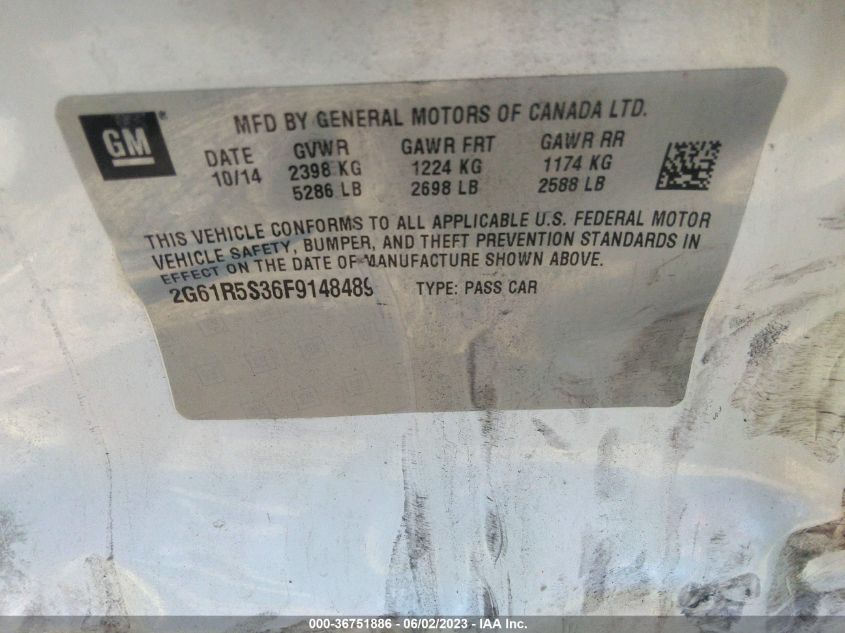 GM ®
MFD BY GENERAL MOTORS OF CANADA LTD.
DATE GVWR GAWR FRT GAWR RR
10/14 2398 KG 1224 KG 1174 KG
5286 LB 2698 LB 2588 LB
THIS VEHICLE CONFORMS TO ALL APPLICABLE U.S. FEDERAL MOTOR
VEHICLE SAFETY, BUMPER, AND THEFT PREVENTION STANDARDS IN
EFFECT ON THE DATE OF MANUFACTURE SHOWN ABOVE.
2G61R5S36F9148489 TYPE: PASS CAR
000-36751886 - 06/02/2023 - IAA Inc.